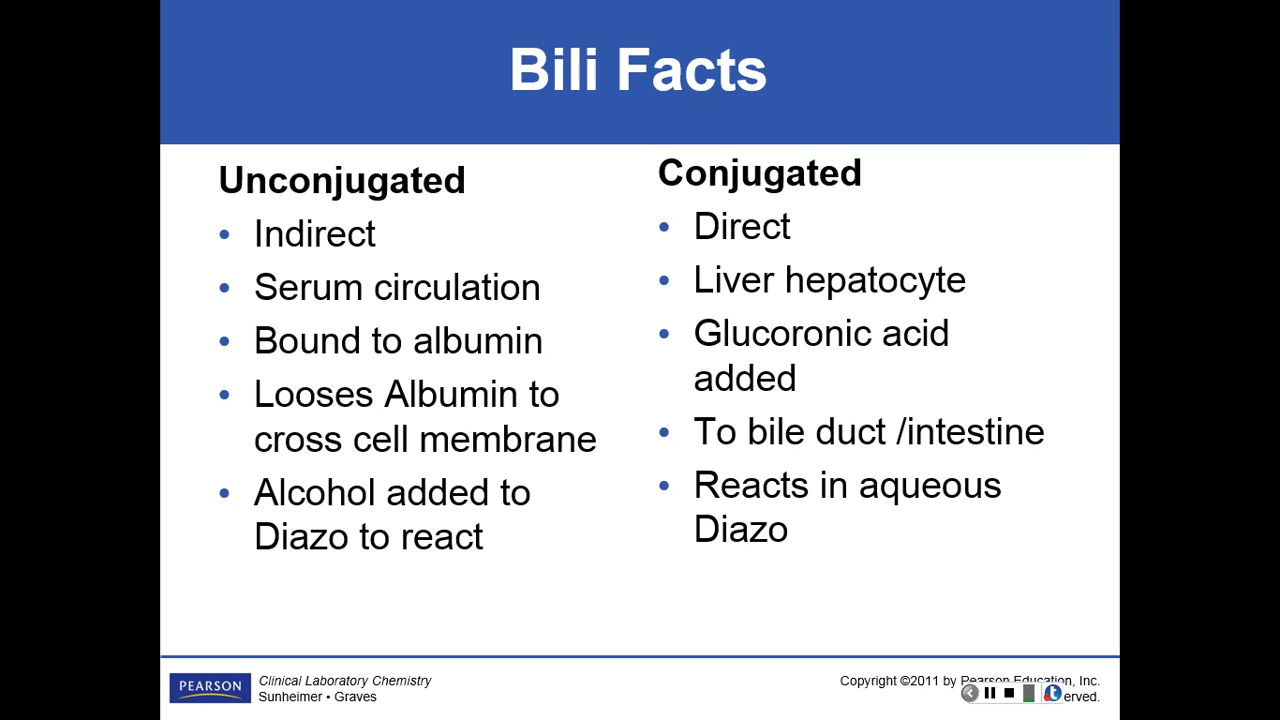 Bili Facts
Unconjugated
• Indirect
• Serum circulation
• Bound to albumin
• Looses Albumin to
cross cell membrane
• Alcohol added to
Diazo to react
Conjugated
• Direct
• Liver hepatocyte
• Glucoronic acid
added
• To bile duct /intestine
• Reacts in aqueous
Diazo
PEARSON
Clinical Laboratory Chemistry
Sunheimer • Graves
Copyright ©2011 by Pearson Education, Inc.
erved.